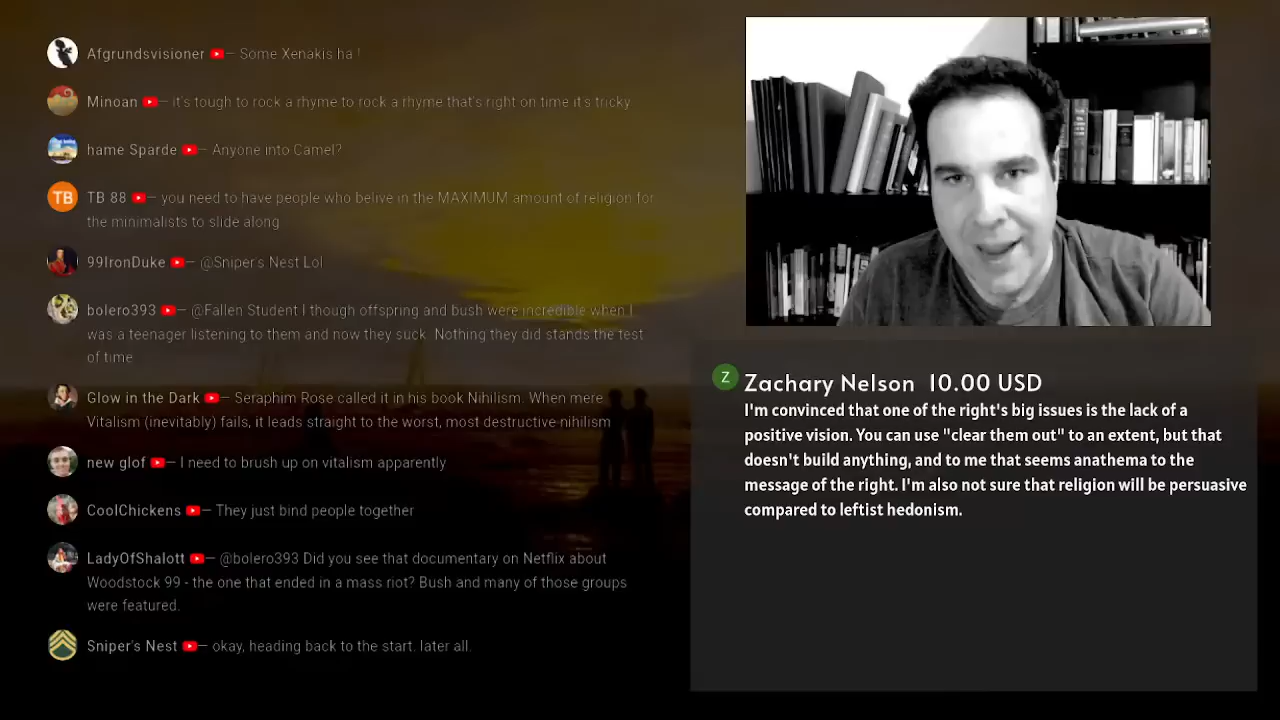 Afgrundsvisioner — Some Xenakis ha !
Minoan — it's tough to rock a rhyme to rock a rhyme that's right on time it's tricky
hame Sparde — Anyone into Camel?
TB
TB 88 — you need to have people who belive in the MAXIMUM amount of religion for
the minimalists to slide along
99IronDuke — @Sniper's Nest Lol
bolero393 — @Fallen Student I though offspring and bush were incredible when I
was a teenager listening to them and now they suck. Nothing they did stands the test
of time
Glow in the Dark — Seraphim Rose called it in his book Nihilism. When mere
Vitalism (inevitably) fails, it leads straight to the worst, most destructive nihilism
new glof — I need to brush up on vitalism apparently
CoolChickens — They just bind people together
LadyOfShalott — @bolero393 Did you see that documentary on Netflix about
Woodstock 99 - the one that ended in a mass riot? Bush and many of those groups
were featured.
Sniper's Nest — okay, heading back to the start. later all.
Z
Zachary Nelson 10.00 USD
I'm convinced that one of the right's big issues is the lack of a
positive vision. You can use "clear them out" to an extent, but that
doesn't build anything, and to me that seems anathema to the
message of the right. I'm also not sure that religion will be persuasive
compared to leftist hedonism.